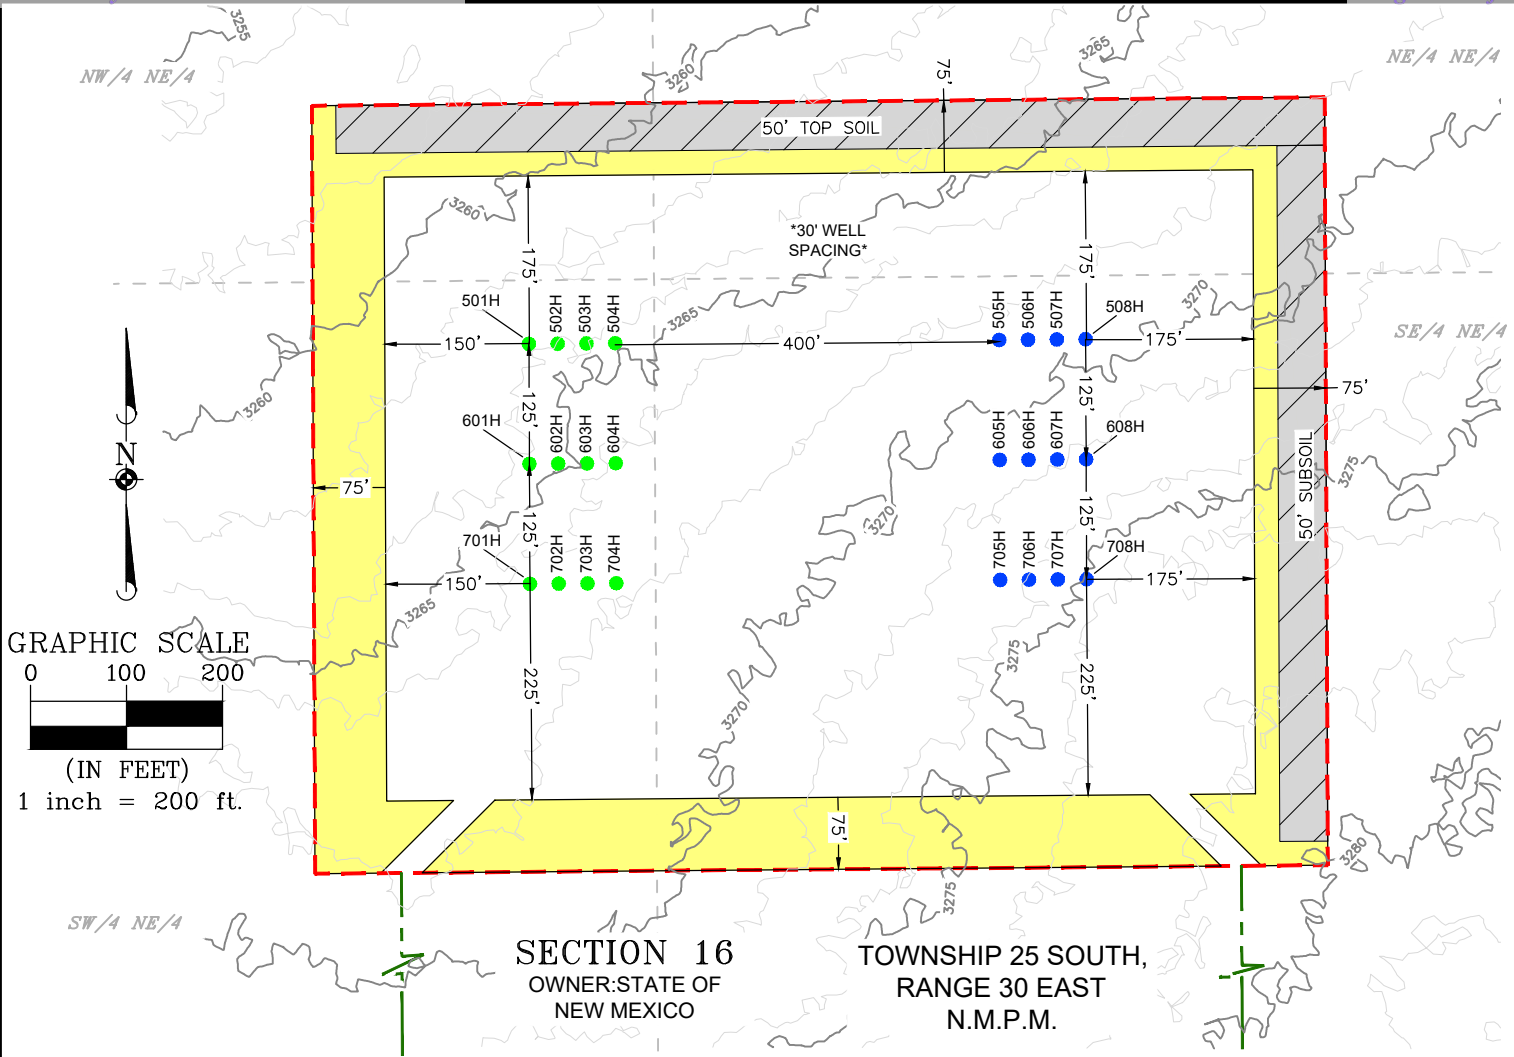 3255
3260
3265
75'
NW/4 NE/4
NE/4 NE/4
50' TOP SOIL
3260
*30' WELL
SPACING*
175'
175'
3270
501H
502H
503H
504H
505H
506H
507H
508H
3265
SE/4 NE/4
150'
400'
175'
75'
3260
125'
125'
601H
602H
603H
604H
605H
606H
607H
608H
50' SUBSOIL
3275
N
75'
3270
125'
125'
701H
702H
703H
704H
705H
706H
707H
708H
150'
175'
3265
GRAPHIC SCALE
0 100 200
(IN FEET)
1 inch = 200 ft.
3275
225'
225'
3270
75'
3280
3275
SW/4 NE/4
SECTION 16
OWNER:STATE OF
NEW MEXICO
TOWNSHIP 25 SOUTH,
RANGE 30 EAST
N.M.P.M.